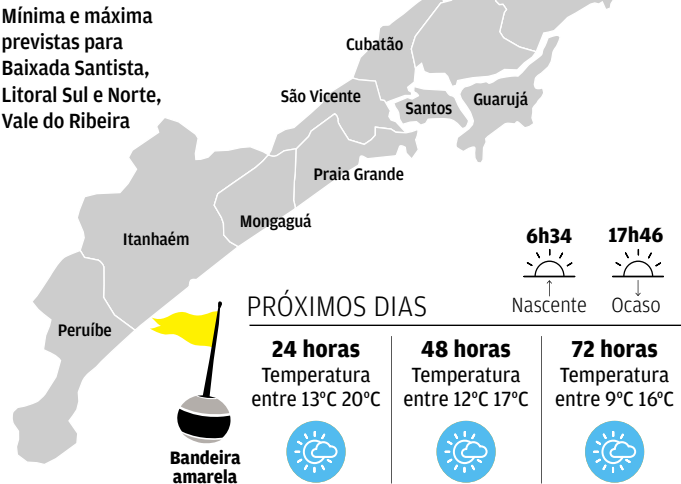 Mínima e máxima
previstas para
Baixada Santista,
Litoral Sul e Norte,
Vale do Ribeira
Cubatão
São Vicente
Santos
Guarujá
Praia Grande
Mongaguá
Itanhaém
Peruíbe
6h34
Nascente
17h46
Ocaso
Bandeira
amarela
PRÓXIMOS DIAS
24 horas
Temperatura
entre 13ºC 20ºC
48 horas
Temperatura
entre 12ºC 17ºC
72 horas
Temperatura
entre 9ºC 16ºC